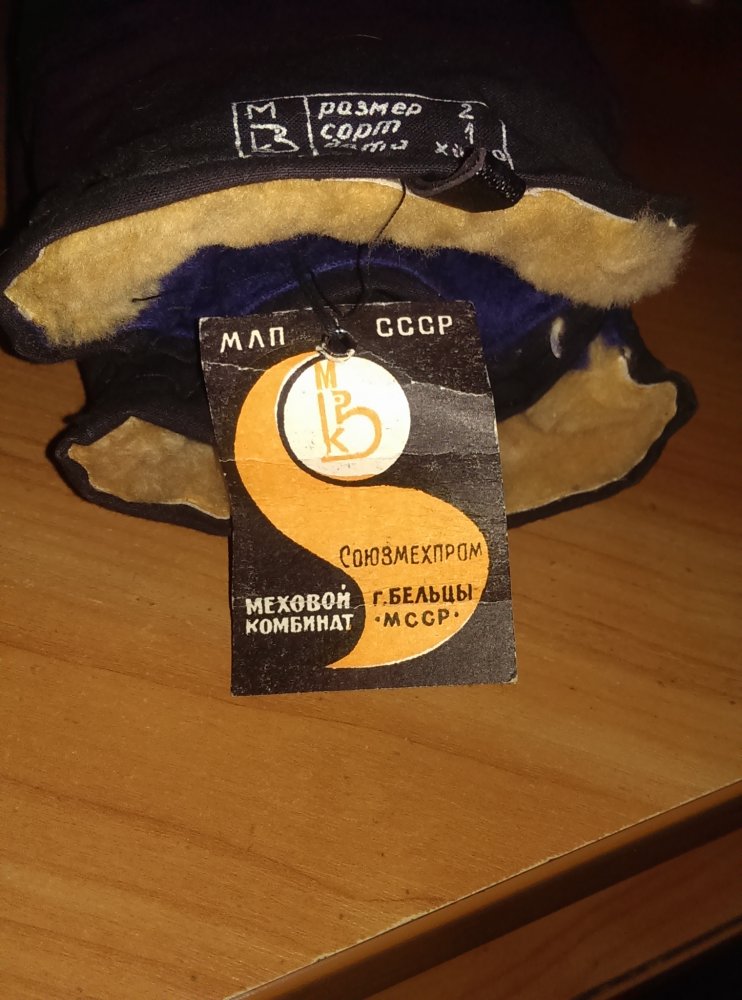 М размер 2
сорт 1
МЛП СССР
М
Р
К
СОЮЗМЕХПРОМ
МЕХОВОЙ г.БЕЛЬЦЫ
КОМБИНАТ •МССР•